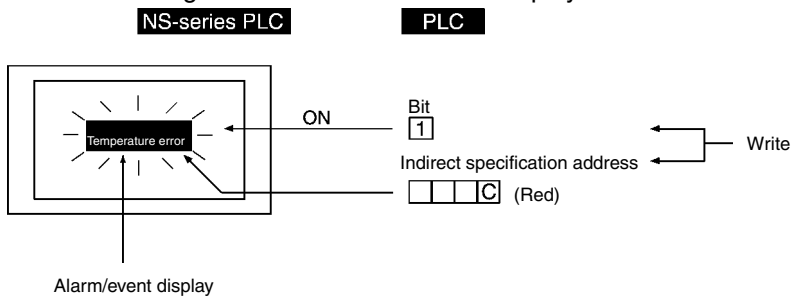 NS-series PLC
PLC
Temperature error
ON
Bit
1
Write
Indirect specification address
C (Red)
Alarm/event display